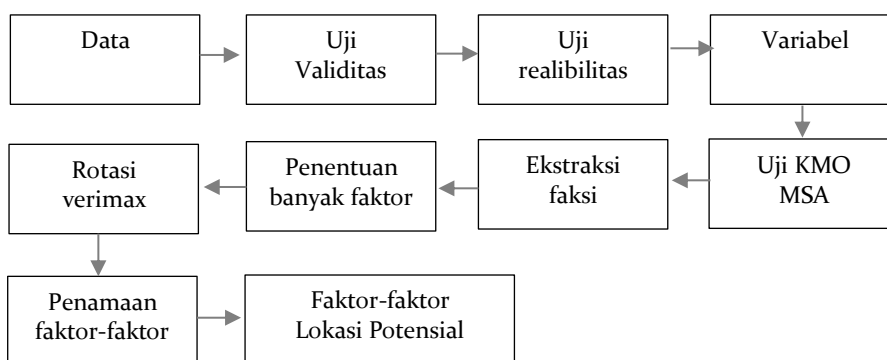 Data
Uji
Validitas
Uji
realibilitas
Variabel
Uji KMO
MSA
Ekstraksi
faksi
Penentuan
banyak faktor
Rotasi
verimax
Penamaan
faktor-faktor
Faktor-faktor
Lokasi Potensial